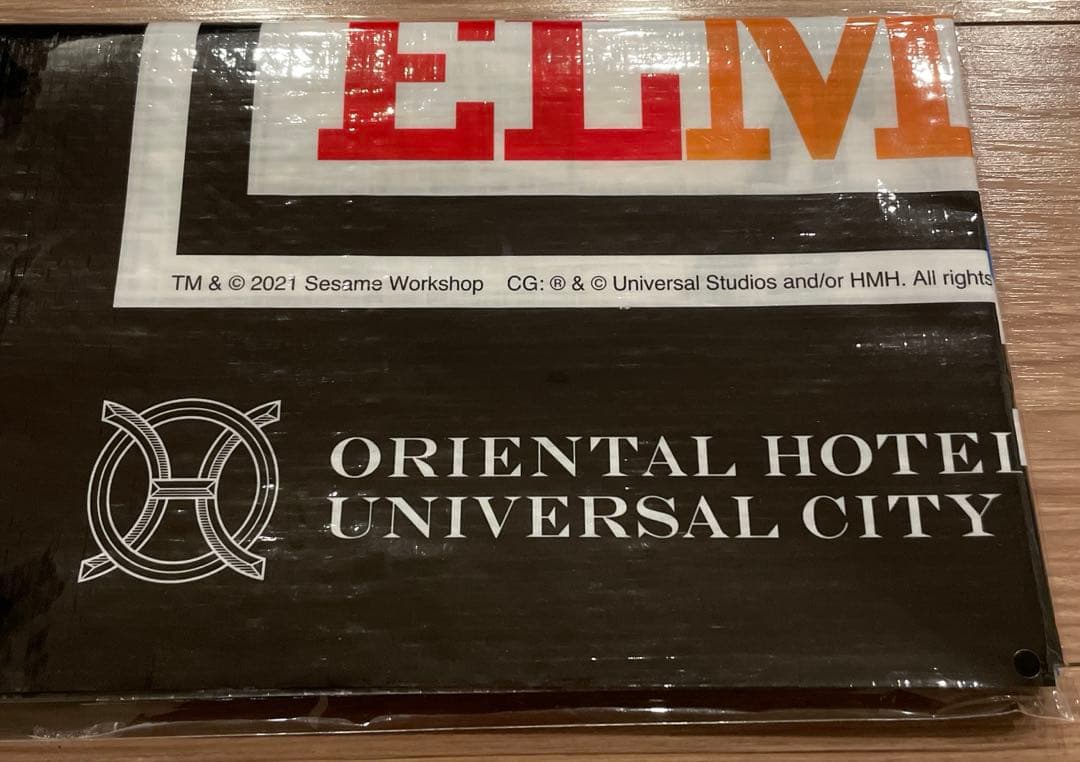 ELM
TM & © 2021 Sesame Workshop CG: ® & © Universal Studios and/or HMH. All rights
ORIENTAL HOTEL
UNIVERSAL CITY